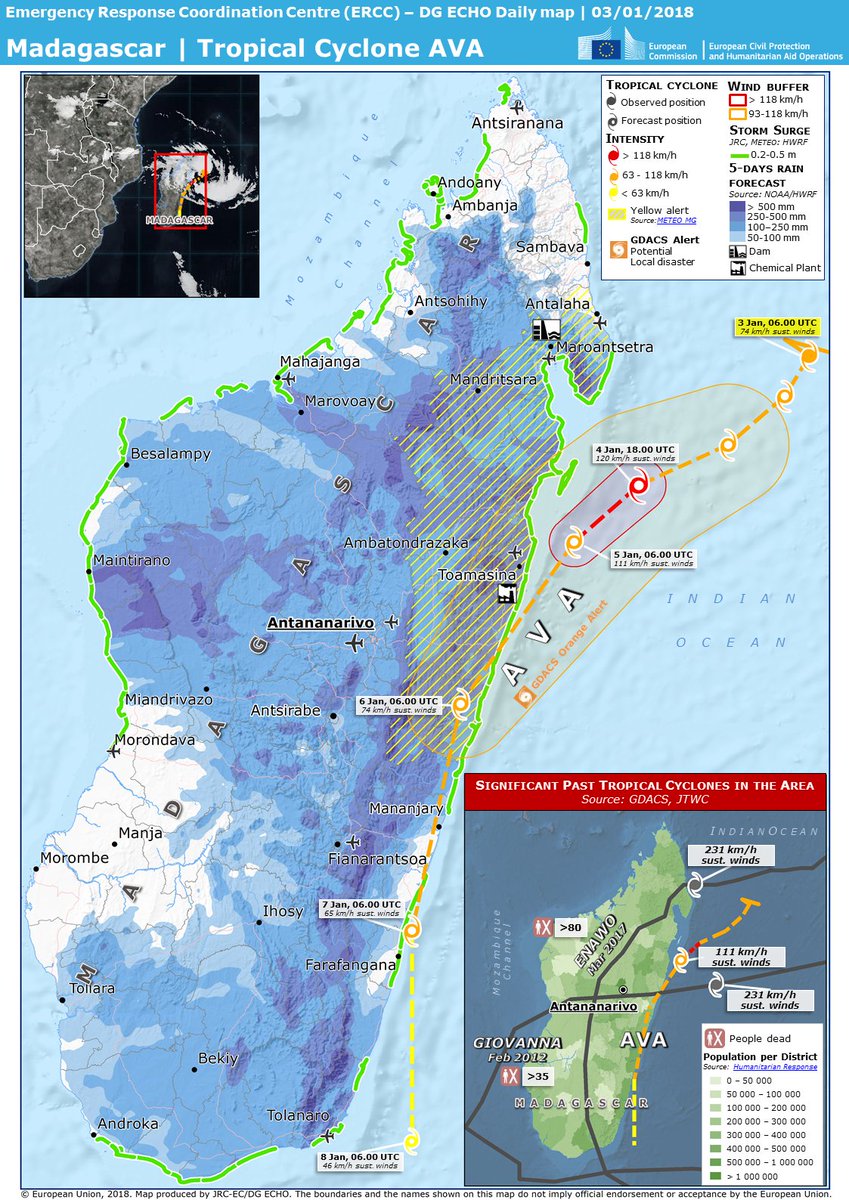 Emergency Response Coordination Centre (ERCC) – DG ECHO Daily map | 03/01/2018
Madagascar | Tropical Cyclone AVA
European Commission
European Civil Protection and Humanitarian Aid Operations
MADAGASCAR
TROPICAL CYCLONE
Observed position
Forecast position
INTENSITY
> 118 km/h
63 - 118 km/h
< 63 km/h
Yellow alert
Source:METEO MG
GDACS Alert
Potential
Local disaster
WIND BUFFER
> 118 km/h
93-118 km/h
STORM SURGE
JRC, METEO: HWRF
0.2-0.5 m
5-DAYS RAIN
FORECAST
Source: NOAA/HWRF
> 500 mm
250-500 mm
100-250 mm
50-100 mm
Dam
Chemical Plant
Mozambique
Channel
Antsiranana
Andoany
Ambanja
Sambava
Antsohihy
Antalaha
Maroantsetra
Mahajanga
Mandritsara
Marovoay
Besalampy
Ambatondrazaka
Maintirano
Toamasina
Antananarivo
Miandrivazo
Antsirabe
Morondava
Mananjary
Manja
Morombe
Fianarantsoa
Ihosy
Farafangana
Toliara
Bekiy
Tolanaro
Androka
MADAGASCAR
3 Jan, 06.00 UTC
74 km/h sust. winds
4 Jan, 18.00 UTC
120 km/h sust. winds
5 Jan, 06.00 UTC
111 km/h sust. winds
AVA
GDACS Orange Alert
INDIAN
OCEAN
6 Jan, 06.00 UTC
74 km/h sust. winds
7 Jan, 06.00 UTC
65 km/h sust. winds
8 Jan, 06.00 UTC
46 km/h sust. winds
SIGNIFICANT PAST TROPICAL CYCLONES IN THE AREA
Source: GDACS, JTWC
INDIAN OCEAN
231 km/h
sust. winds
>80
ENAWO
Mar 2017
Mozambique
Channel
111 km/h
sust. winds
231 km/h
sust. winds
Antananarivo
AVA
GIOVANNA
Feb 2012
>35
MADAGASCAR
People dead
Population per District
Source: Humanitarian Response
0 – 50 000
50 000 – 100 000
100 000 - 200 000
200 000 - 300 000
300 000 - 400 000
400 000 - 500 000
500 000 - 1 000 000
> 1 000 000
© European Union, 2018. Map produced by JRC-EC/DG ECHO. The boundaries and the names shown on this map do not imply official endorsement or acceptance by the European Union.